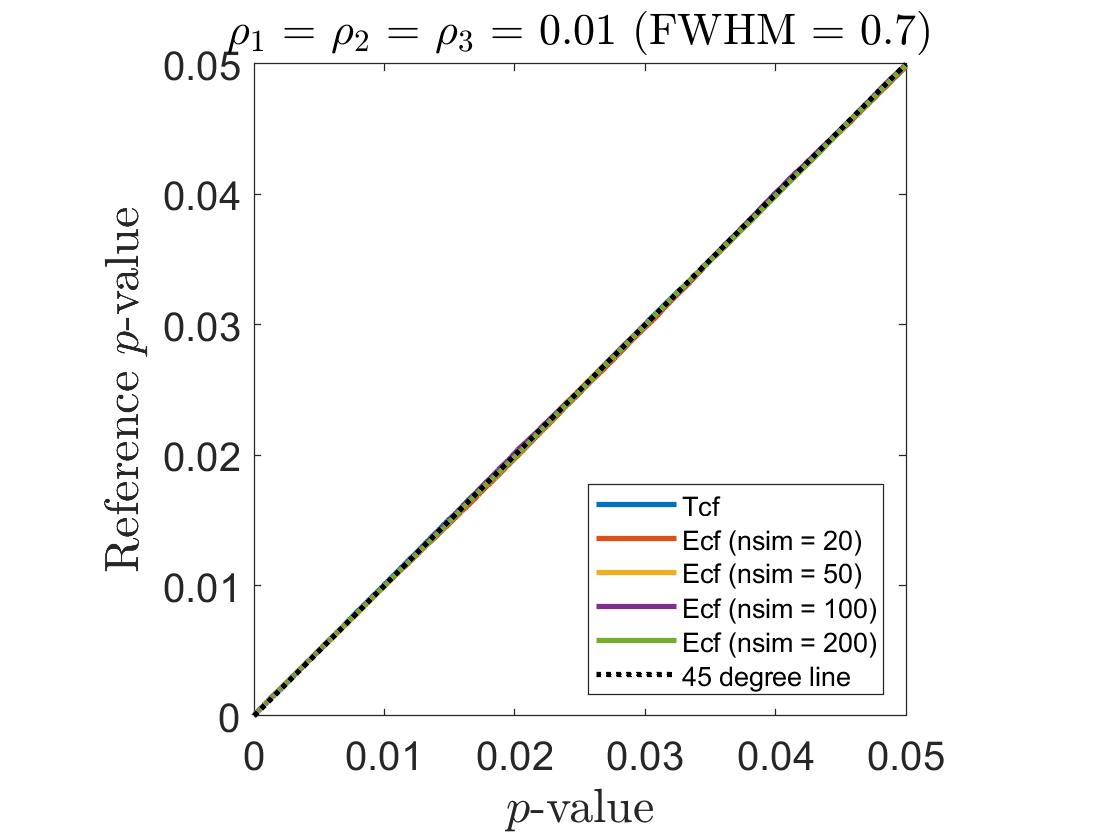 ρ₁ = ρ₂ = ρ₃ = 0.01 (FWHM = 0.7)
0.05
0.04
0.03
0.02
0.01
0
Reference p-value
Tcf
Ecf (nsim = 20)
Ecf (nsim = 50)
Ecf (nsim = 100)
Ecf (nsim = 200)
45 degree line
0 0.01 0.02 0.03 0.04 0.05
p-value